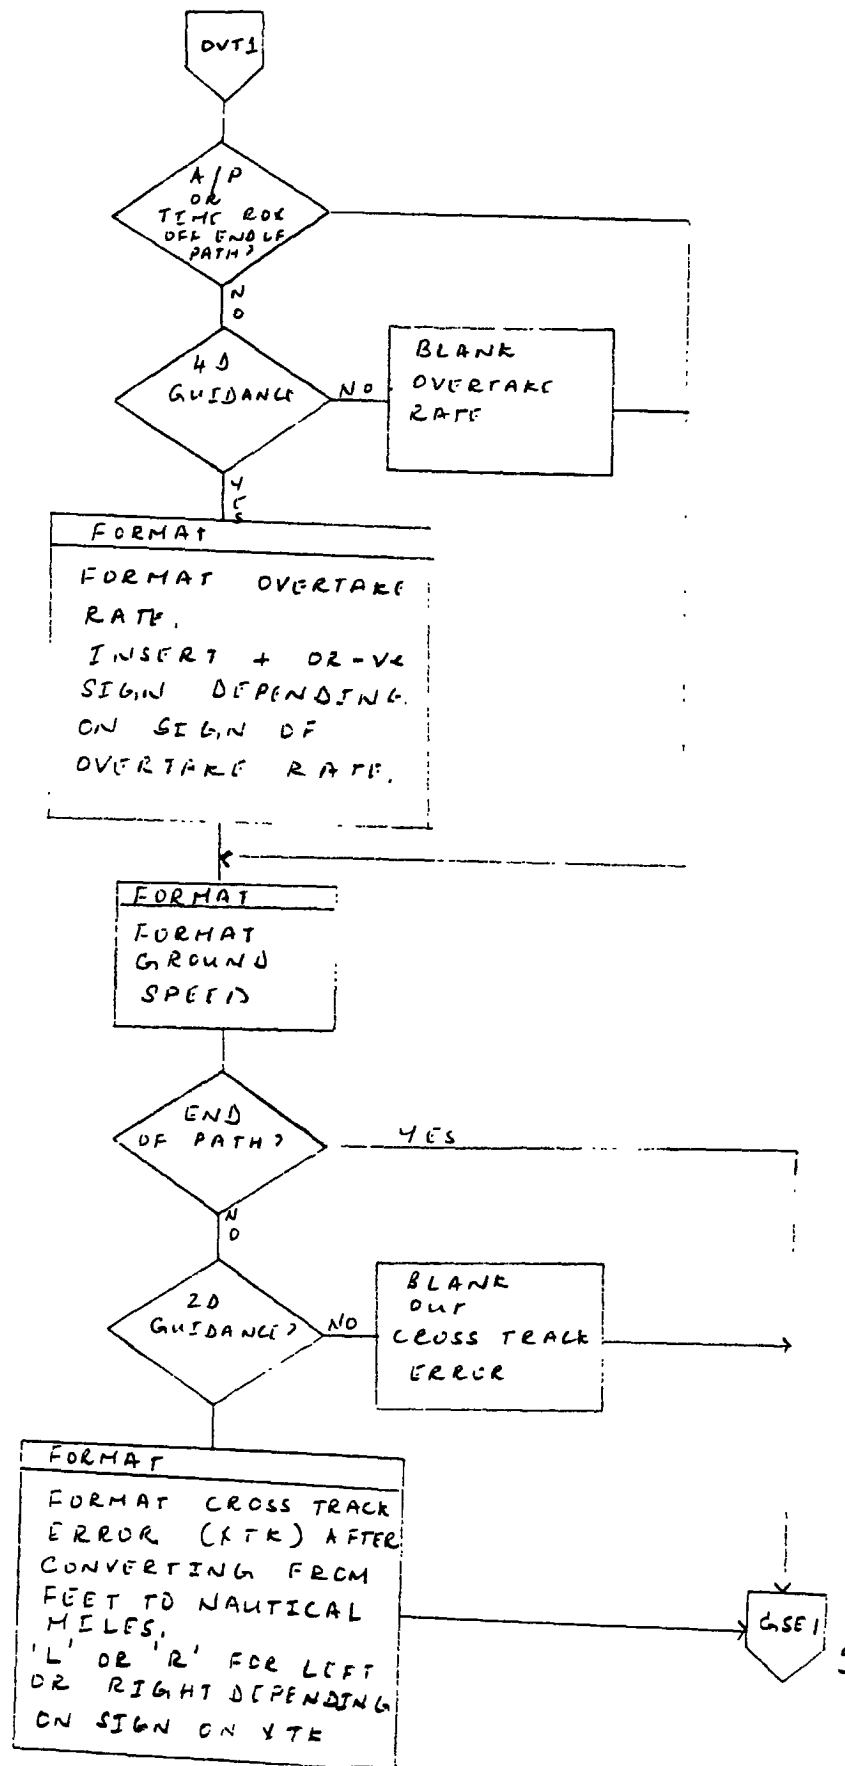 OVT1
A/P
OR
TIME BOX
OFF END OF
PATH?
NO
4D
GUIDANCE
NO
BLANK
OVERTAKE
RATE
YES
FORMAT
FORMAT OVERTAKE
RATE.
INSERT + OR -VE
SIGN DEPENDING
ON SIGN OF
OVERTAKE RATE.
FORMAT
FORMAT
GROUND
SPEED
END
OF PATH?
YES
NO
2D
GUIDANCE?
NO
BLANK
OUT
CROSS TRACK
ERROR
FORMAT
FORMAT CROSS TRACK
ERROR (XTK) AFTER
CONVERTING FROM
FEET TO NAUTICAL
MILES.
'L' OR 'R' FOR LEFT
OR RIGHT DEPENDING
ON SIGN ON XTK
GSE1